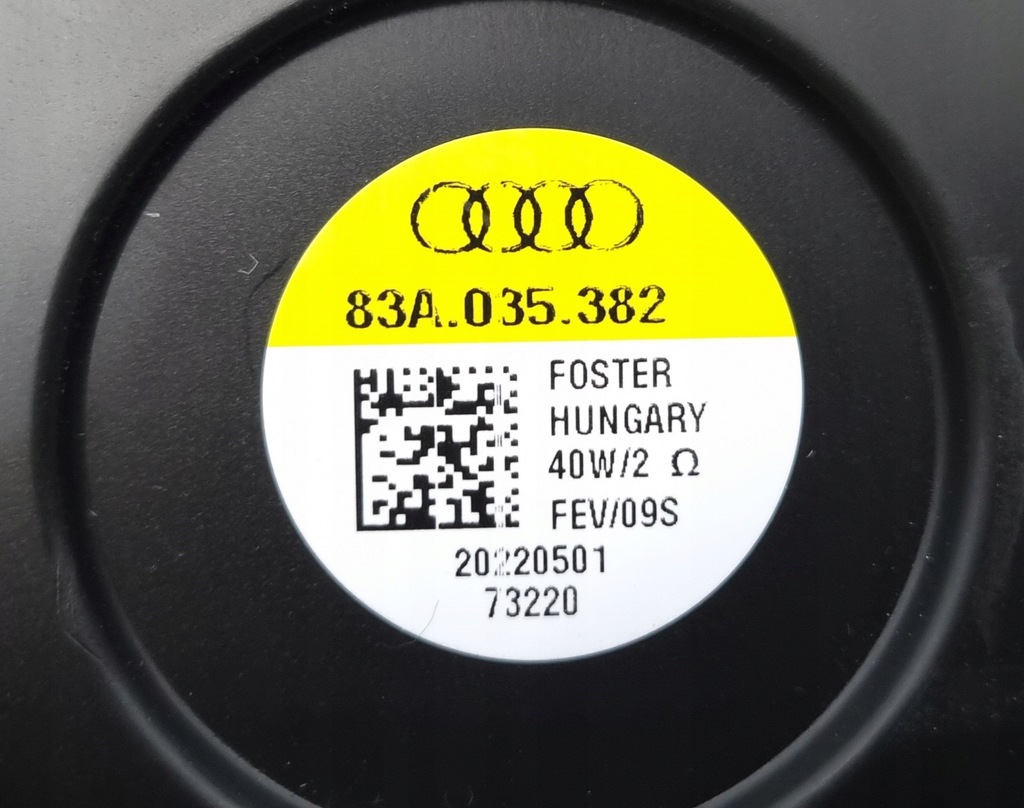 83A.035.382
FOSTER
HUNGARY
40W/2 Ω
FEV/09S
20220501
73220